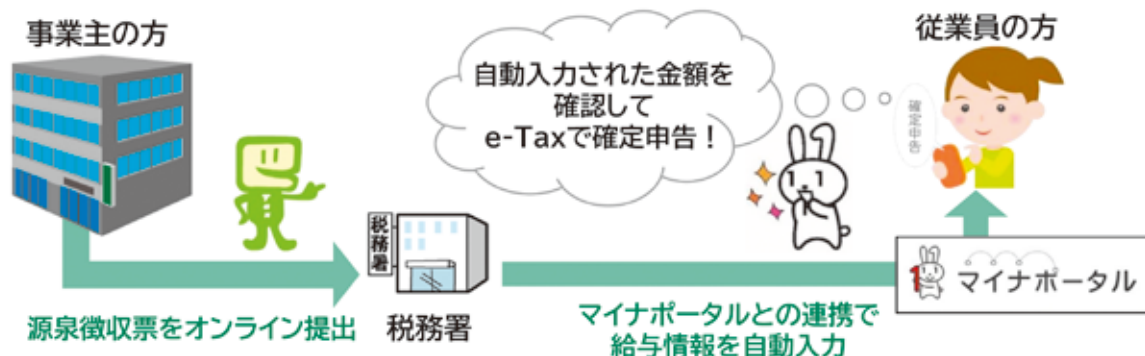 事業主の方
従業員の方
自動入力された金額を
確認して
e-Taxで確定申告！
確定申告
税務署
マイナポータル
源泉徴収票をオンライン提出
税務署
マイナポータルとの連携で
給与情報を自動入力